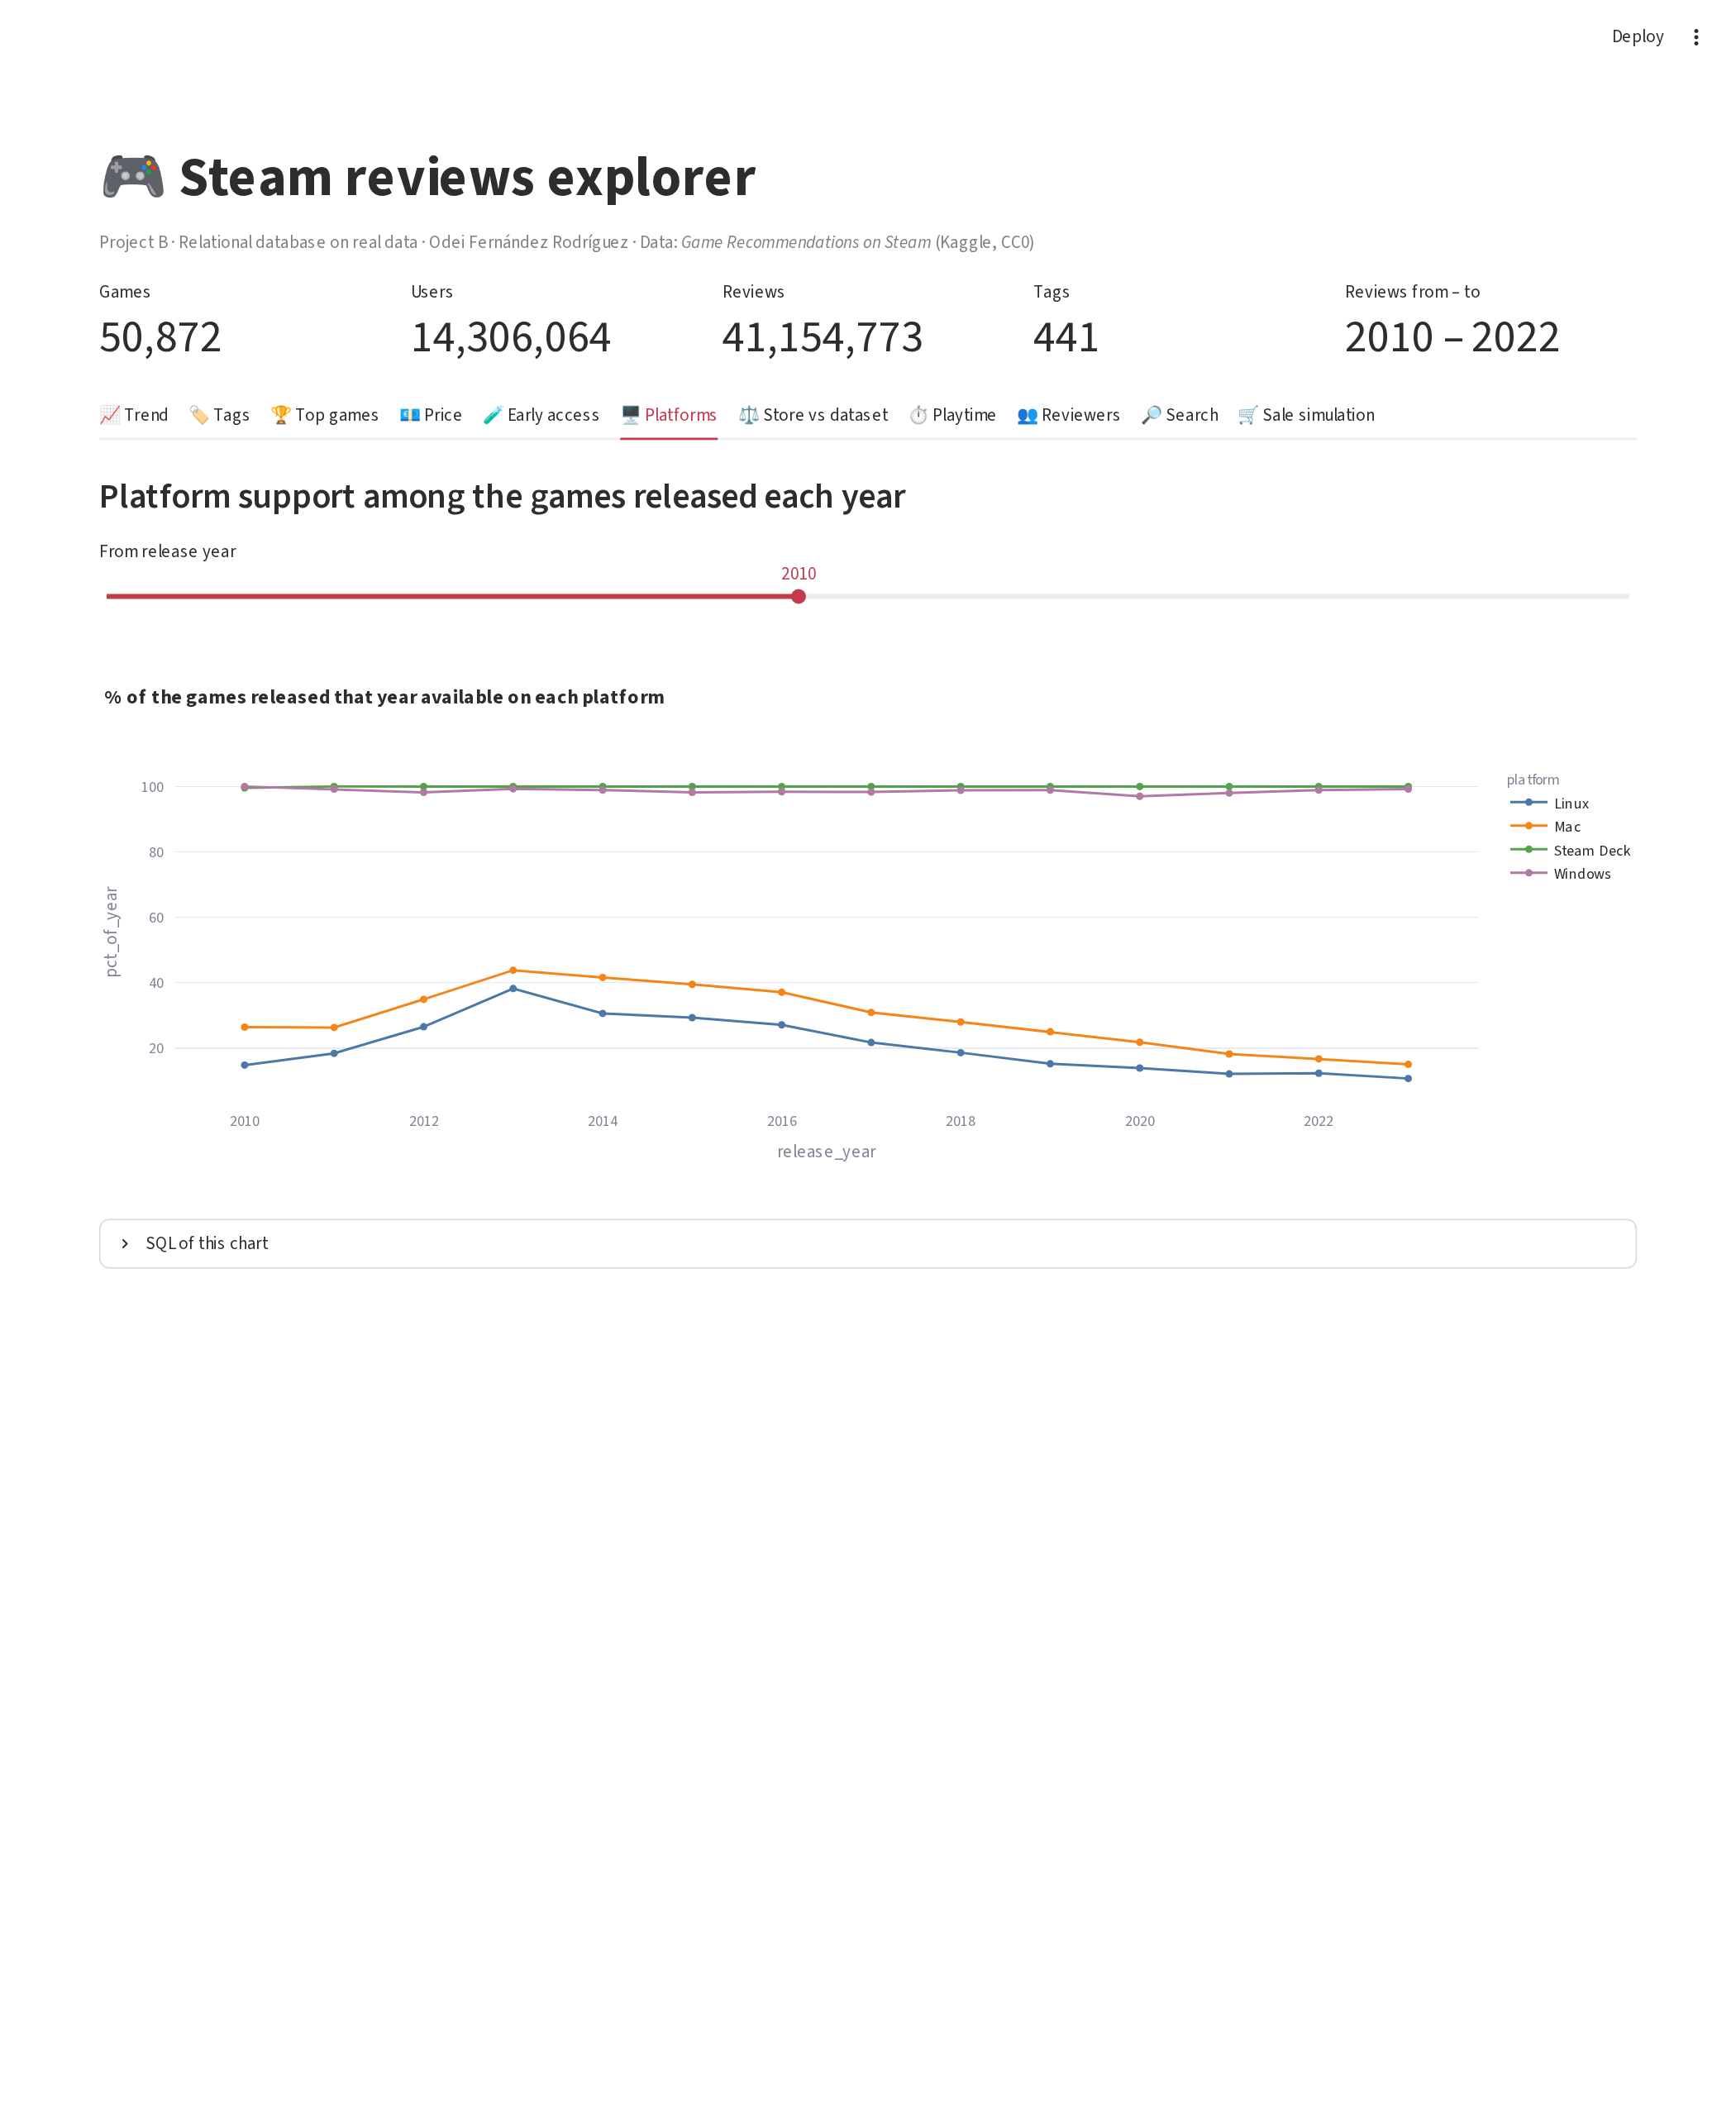 Deploy
🎮 Steam reviews explorer
Project B · Relational database on real data · Odei Fernández Rodríguez · Data: Game Recommendations on Steam (Kaggle, CC0)
Games Users Reviews Tags Reviews from – to
50,872 14,306,064 41,154,773 441 2010 – 2022
📈 Trend 🏷️ Tags 🏆 Top games 💶 Price 🧪 Early access 🖥️ Platforms ⚖️ Store vs dataset ⏱️ Playtime 👥 Reviewers 🔎 Search 🛒 Sale simulation
Platform support among the games released each year
From release year
2010
% of the games released that year available on each platform
platform
Linux
Mac
Steam Deck
Windows
100
80
60
40
20
pct_of_year
2010 2012 2014 2016 2018 2020 2022
release_year
SQL of this chart